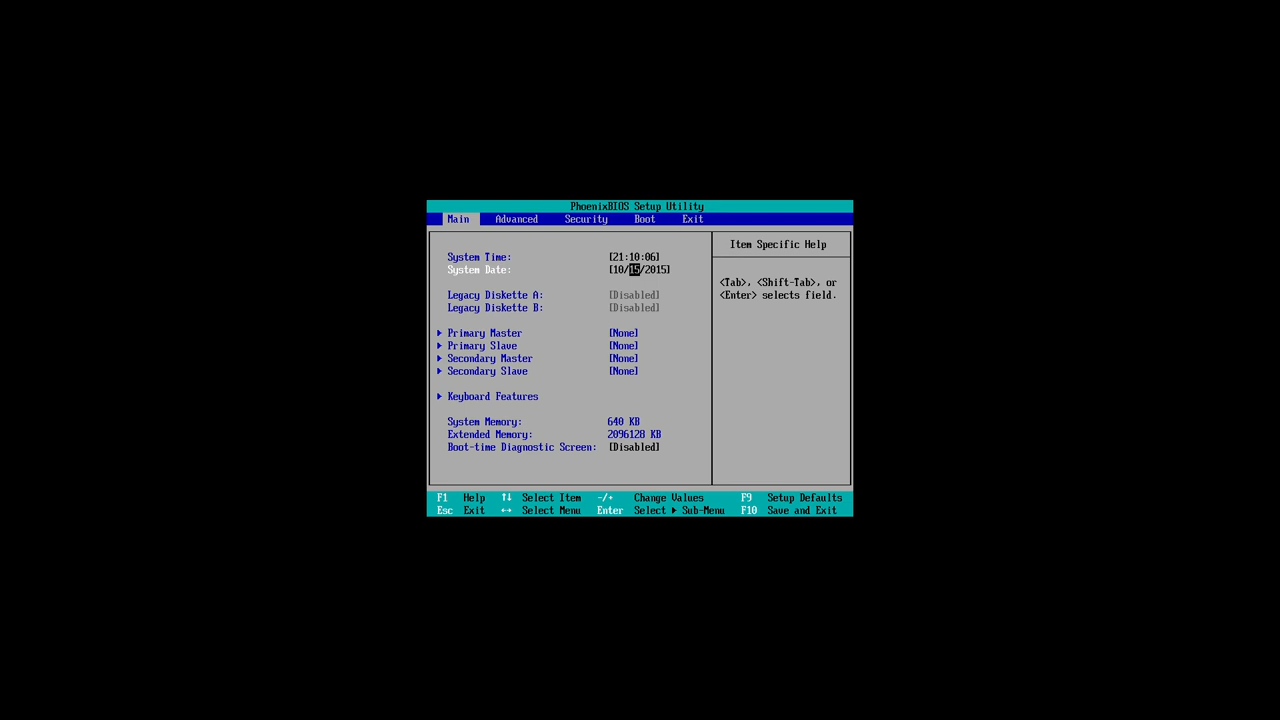 PhoenixBIOS Setup Utility
Main Advanced Security Boot Exit
Item Specific Help
System Time: [21:10:06]
System Date: [10/15/2015]
<Tab>, <Shift-Tab>, or
<Enter> selects field.
Legacy Diskette A: [Disabled]
Legacy Diskette B: [Disabled]
Primary Master [None]
Primary Slave [None]
Secondary Master [None]
Secondary Slave [None]
Keyboard Features
System Memory: 640 KB
Extended Memory: 2096128 KB
Boot-time Diagnostic Screen: [Disabled]
F1 Help ↑↓ Select Item -/+ Change Values F9 Setup Defaults
Esc Exit ↔ Select Menu Enter Select ▶ Sub-Menu F10 Save and Exit